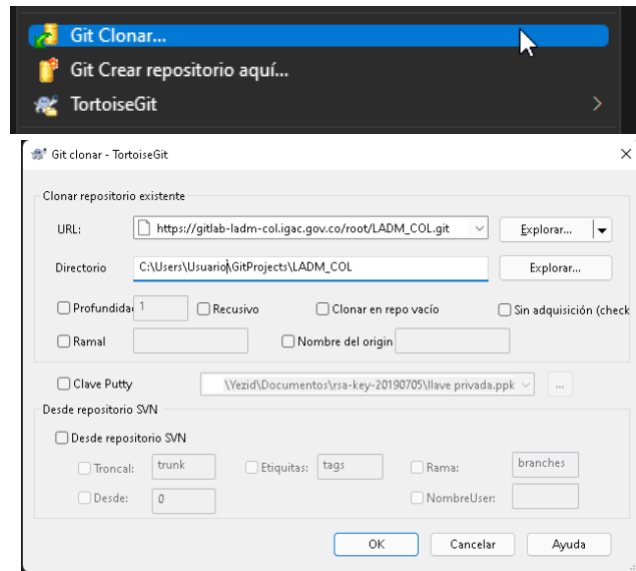 Git Clonar...
Git Crear repositorio aquí...
TortoiseGit
Git clonar - TortoiseGit
Clonar repositorio existente
URL: https://gitlab-ladm-col.igac.gov.co/root/LADM_COL.git Explorar...
Directorio C:\Users\Usuario\GitProjects\LADM_COL Explorar...
Profundida 1 Recusivo Clonar en repo vacío Sin adquisición (check
Ramal Nombre del origin
Clave Putty \Yezid\Documentos\rsa-key-20190705\llave privada.ppk ...
Desde repositorio SVN
Desde repositorio SVN
Troncal: trunk Etiquitas: tags Rama: branches
Desde: 0 NombreUser:
OK Cancelar Ayuda